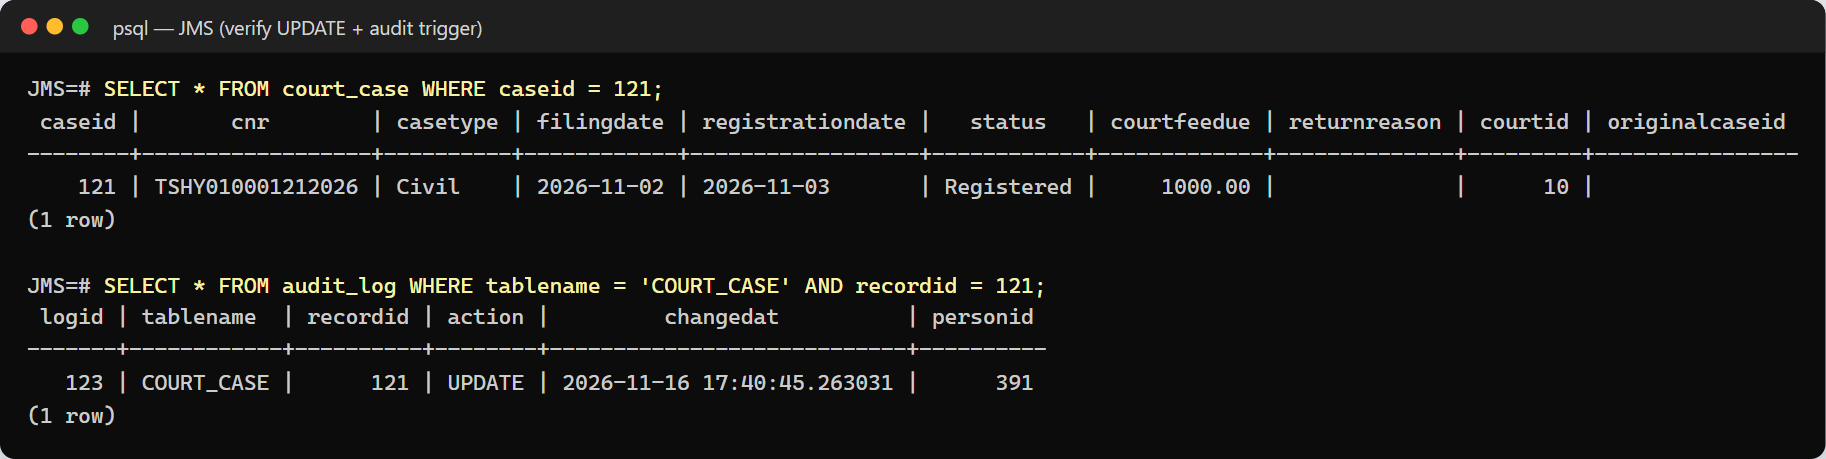 psql — JMS (verify UPDATE + audit trigger)
JMS=# SELECT * FROM court_case WHERE caseid = 121;
 caseid |       cnr        | casetype | filingdate | registrationdate |   status   | courtfeedue | returnreason | courtid | originalcaseid
--------+------------------+----------+------------+------------------+------------+-------------+--------------+---------+----------------
    121 | TSHY010001212026 | Civil    | 2026-11-02 | 2026-11-03       | Registered |     1000.00 |              |      10 |
(1 row)
JMS=# SELECT * FROM audit_log WHERE tablename = 'COURT_CASE' AND recordid = 121;
 logid | tablename  | recordid | action |         changedat          | personid
-------+------------+----------+--------+----------------------------+----------
   123 | COURT_CASE |      121 | UPDATE | 2026-11-16 17:40:45.263031 |      391
(1 row)